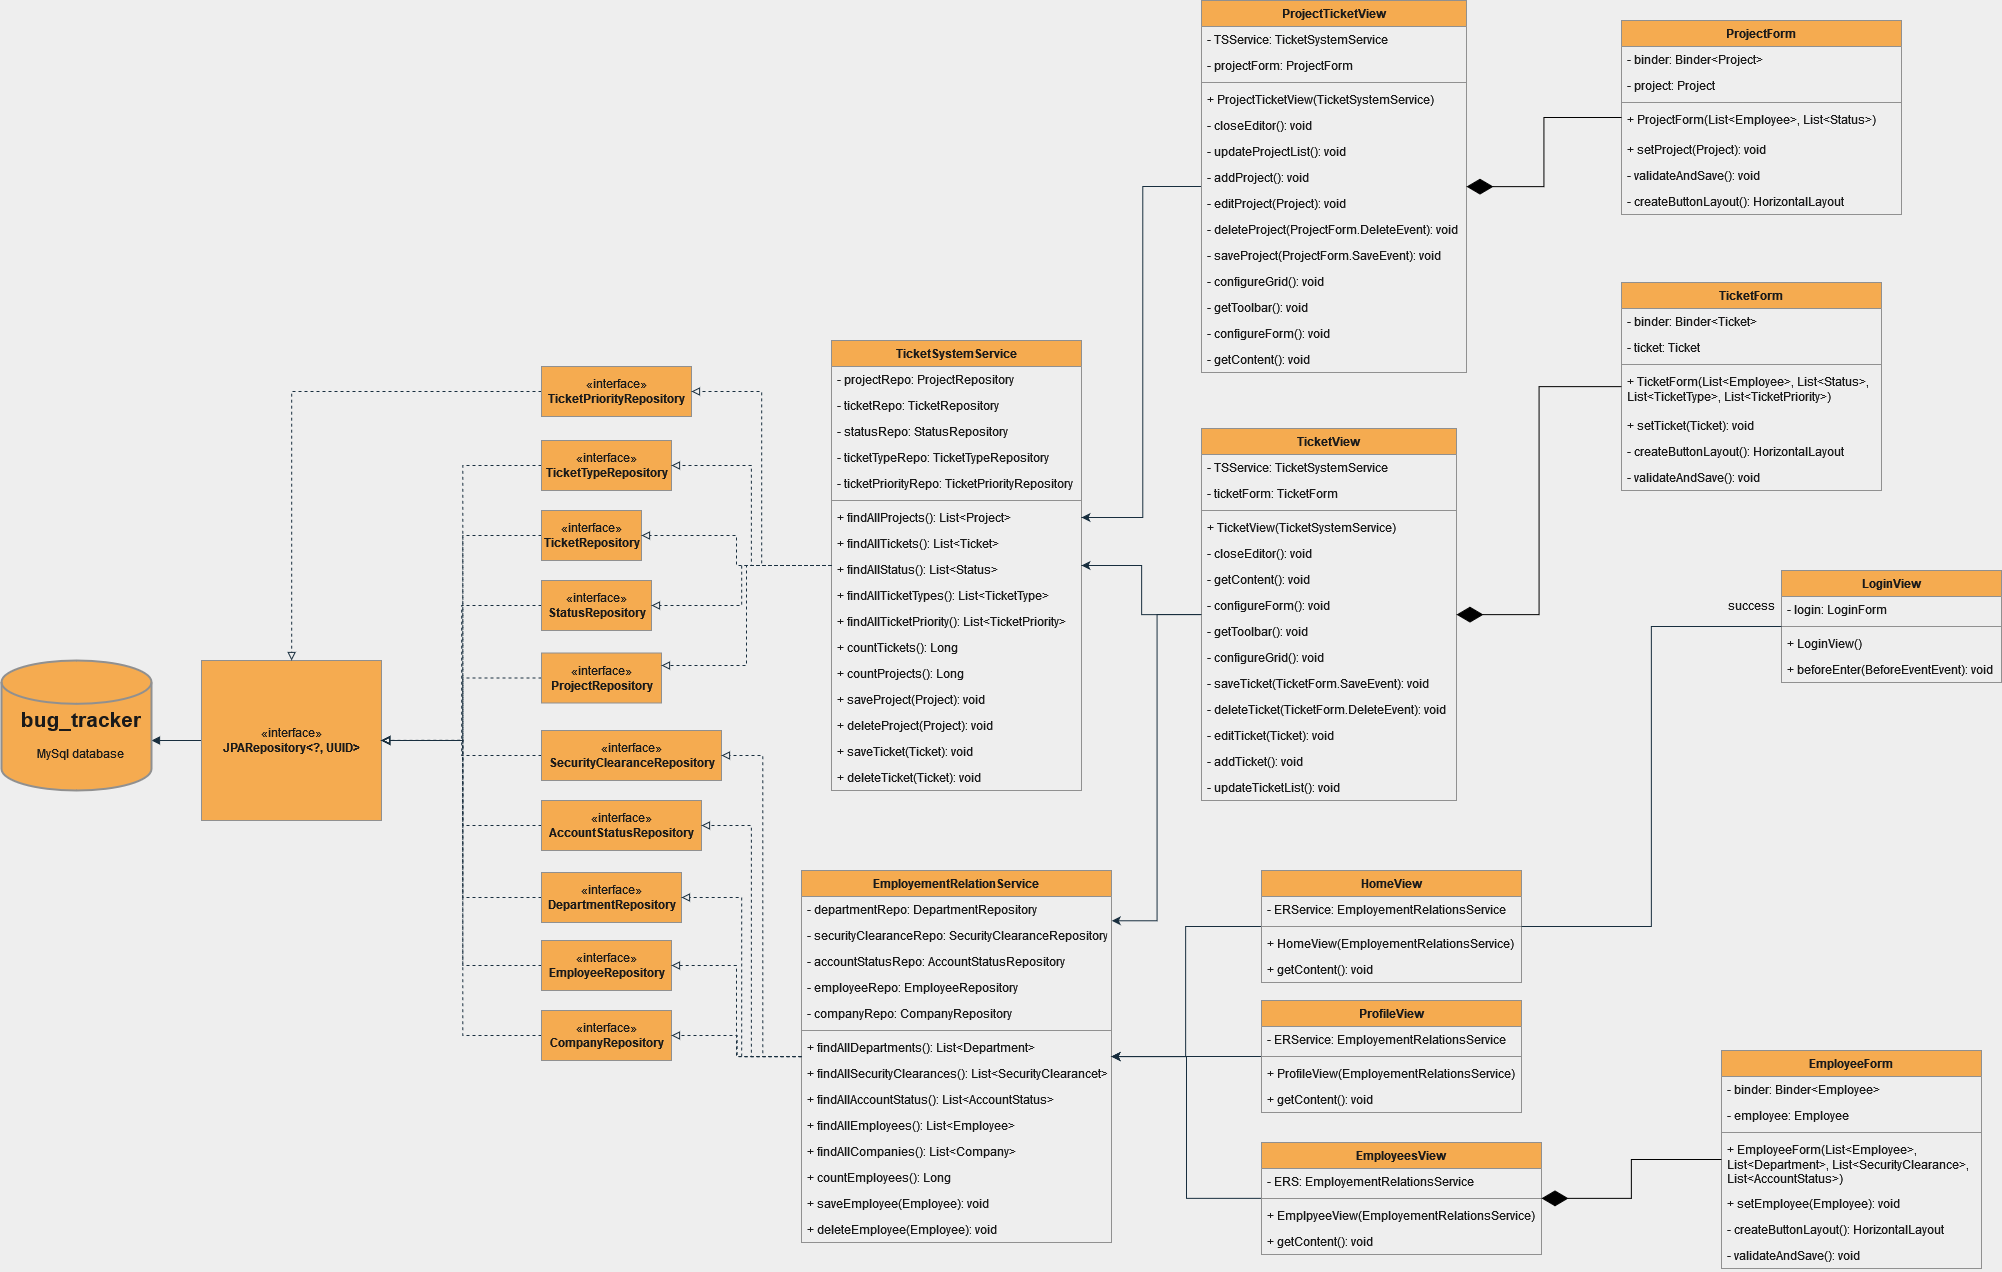 ProjectTicketView
- TSService: TicketSystemService
- projectForm: ProjectForm
+ ProjectTicketView(TicketSystemService)
- closeEditor(): void
- updateProjectList(): void
- addProject(): void
- editProject(Project): void
- deleteProject(ProjectForm.DeleteEvent): void
- saveProject(ProjectForm.SaveEvent): void
- configureGrid(): void
- getToolbar(): void
- configureForm(): void
- getContent(): void
ProjectForm
- binder: Binder<Project>
- project: Project
+ ProjectForm(List<Employee>, List<Status>)
+ setProject(Project): void
- validateAndSave(): void
- createButtonLayout(): HorizontalLayout
TicketForm
- binder: Binder<Ticket>
- ticket: Ticket
+ TicketForm(List<Employee>, List<Status>,
List<TicketType>, List<TicketPriority>)
+ setTicket(Ticket): void
- createButtonLayout(): HorizontalLayout
- validateAndSave(): void
TicketSystemService
- projectRepo: ProjectRepository
- ticketRepo: TicketRepository
- statusRepo: StatusRepository
- ticketTypeRepo: TicketTypeRepository
- ticketPriorityRepo: TicketPriorityRepository
+ findAllProjects(): List<Project>
+ findAllTickets(): List<Ticket>
+ findAllStatus(): List<Status>
+ findAllTicketTypes(): List<TicketType>
+ findAllTicketPriority(): List<TicketPriority>
+ countTickets(): Long
+ countProjects(): Long
+ saveProject(Project): void
+ deleteProject(Project): void
+ saveTicket(Ticket): void
+ deleteTicket(Ticket): void
TicketView
- TSService: TicketSystemService
- ticketForm: TicketForm
+ TicketView(TicketSystemService)
- closeEditor(): void
- getContent(): void
- configureForm(): void
- getToolbar(): void
- configureGrid(): void
- saveTicket(TicketForm.SaveEvent): void
- deleteTicket(TicketForm.DeleteEvent): void
- editTicket(Ticket): void
- addTicket(): void
- updateTicketList(): void
LoginView
success
- login: LoginForm
+ LoginView()
+ beforeEnter(BeforeEventEvent): void
«interface»
TicketPriorityRepository
«interface»
TicketTypeRepository
«interface»
TicketRepository
«interface»
StatusRepository
«interface»
ProjectRepository
«interface»
SecurityClearanceRepository
«interface»
AccountStatusRepository
«interface»
DepartmentRepository
«interface»
EmployeeRepository
«interface»
CompanyRepository
bug_tracker
MySql database
«interface»
JPARepository<?, UUID>
EmployementRelationService
- departmentRepo: DepartmentRepository
- securityClearanceRepo: SecurityClearanceRepository
- accountStatusRepo: AccountStatusRepository
- employeeRepo: EmployeeRepository
- companyRepo: CompanyRepository
+ findAllDepartments(): List<Department>
+ findAllSecurityClearances(): List<SecurityClearancet>
+ findAllAccountStatus(): List<AccountStatus>
+ findAllEmployees(): List<Employee>
+ findAllCompanies(): List<Company>
+ countEmployees(): Long
+ saveEmployee(Employee): void
+ deleteEmployee(Employee): void
HomeView
- ERService: EmployementRelationsService
+ HomeView(EmployementRelationsService)
+ getContent(): void
ProfileView
- ERService: EmployementRelationsService
+ ProfileView(EmployementRelationsService)
+ getContent(): void
EmployeesView
- ERS: EmployementRelationsService
+ EmplpyeeView(EmployementRelationsService)
+ getContent(): void
EmployeeForm
- binder: Binder<Employee>
- employee: Employee
+ EmployeeForm(List<Employee>,
List<Department>, List<SecurityClearance>,
List<AccountStatus>)
+ setEmployee(Employee): void
- createButtonLayout(): HorizontalLayout
- validateAndSave(): void